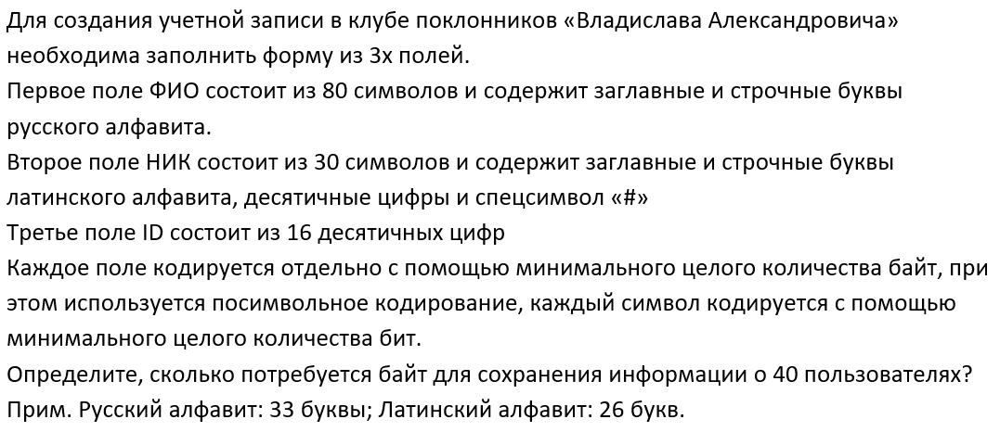 Для создания учетной записи в клубе поклонников «Владислава Александровича»
необходима заполнить форму из 3х полей.
Первое поле ФИО состоит из 80 символов и содержит заглавные и строчные буквы
русского алфавита.
Второе поле НИК состоит из 30 символов и содержит заглавные и строчные буквы
латинского алфавита, десятичные цифры и спецсимвол «#»
Третье поле ID состоит из 16 десятичных цифр
Каждое поле кодируется отдельно с помощью минимального целого количества байт, при
этом используется посимвольное кодирование, каждый символ кодируется с помощью
минимального целого количества бит.
Определите, сколько потребуется байт для сохранения информации о 40 пользователях?
Прим. Русский алфавит: 33 буквы; Латинский алфавит: 26 букв.